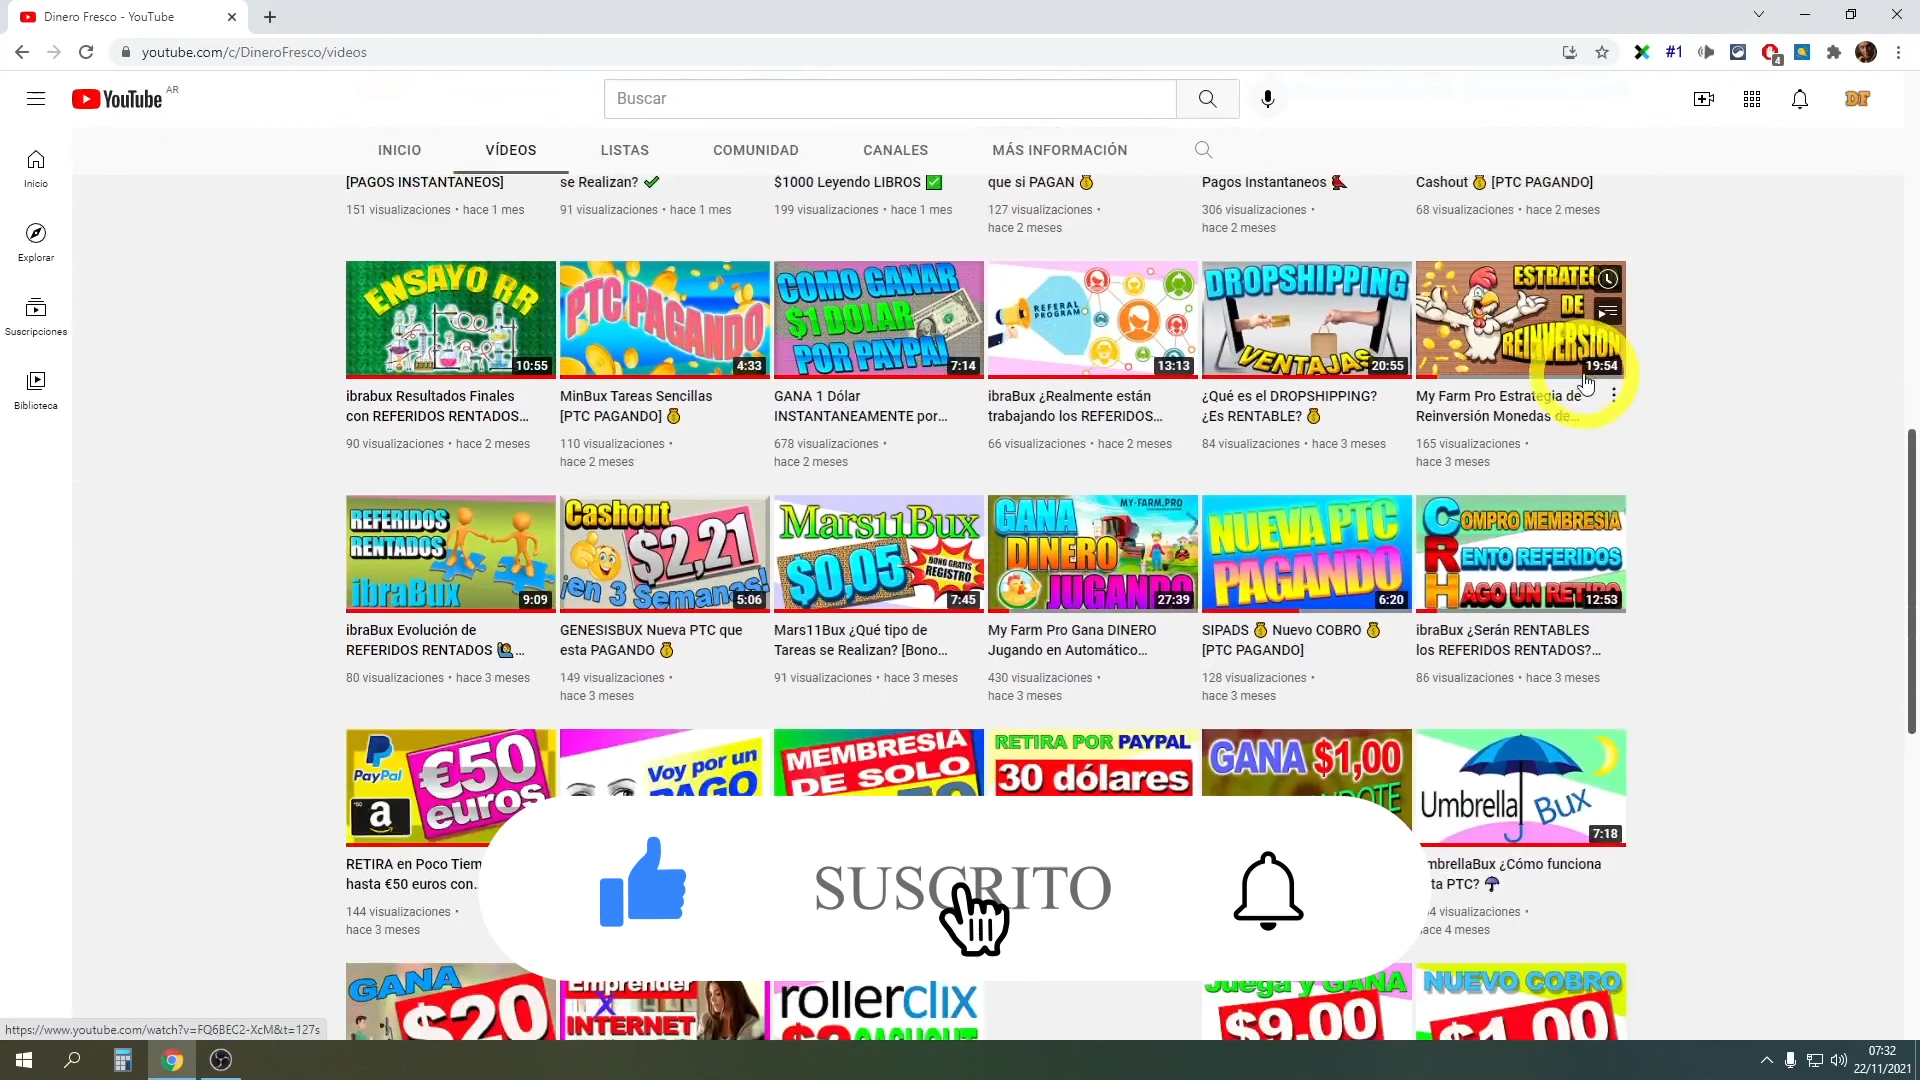 Dinero Fresco - YouTube
youtube.com/c/DineroFresco/videos
#1
4
YouTube AR
Buscar
DF
INICIO VÍDEOS LISTAS COMUNIDAD CANALES MÁS INFORMACIÓN
Inicio
Explorar
Suscripciones
Biblioteca
[PAGOS INSTANTANEOS]
151 visualizaciones • hace 1 mes
se Realizan?
91 visualizaciones • hace 1 mes
$1000 Leyendo LIBROS
199 visualizaciones • hace 1 mes
que si PAGAN
127 visualizaciones •
hace 2 meses
Pagos Instantaneos
306 visualizaciones •
hace 2 meses
Cashout [PTC PAGANDO]
68 visualizaciones • hace 2 meses
ENSAYO RR
10:55
ibrabux Resultados Finales
con REFERIDOS RENTADOS...
90 visualizaciones • hace 2 meses
PTC PAGANDO
4:33
MinBux Tareas Sencillas
[PTC PAGANDO]
110 visualizaciones •
hace 2 meses
COMO GANAR
$1 DOLAR
POR PAYPAL
7:14
GANA 1 Dólar
INSTANTANEAMENTE por...
678 visualizaciones •
hace 2 meses
REFERAL
PROGRAM
13:13
ibraBux ¿Realmente están
trabajando los REFERIDOS...
66 visualizaciones • hace 2 meses
DROPSHIPPING
VENTAJAS
20:55
¿Qué es el DROPSHIPPING?
¿Es RENTABLE?
84 visualizaciones • hace 3 meses
ESTRATE
DE
REINVERSION
19:54
My Farm Pro Estrategia de
Reinversión Monedas de...
165 visualizaciones •
hace 3 meses
REFERIDOS
RENTADOS
ibraBux
9:09
ibraBux Evolución de
REFERIDOS RENTADOS ...
80 visualizaciones • hace 3 meses
Cashout
$2,21
¡en 3 Semanas!
5:06
GENESISBUX Nueva PTC que
esta PAGANDO
149 visualizaciones •
hace 3 meses
Mars11Bux
$0,05
BONO GRATIS
REGISTRO
7:45
Mars11Bux ¿Qué tipo de
Tareas se Realizan? [Bono...
91 visualizaciones • hace 3 meses
MY-FARM.PRO
GANA
DINERO
JUGANDO
27:39
My Farm Pro Gana DINERO
Jugando en Automático...
430 visualizaciones •
hace 3 meses
NUEVA PTC
PAGANDO
6:20
SIPADS Nuevo COBRO
[PTC PAGANDO]
128 visualizaciones •
hace 3 meses
COMPRO MEMBRESIA
RENTO REFERIDOS
HAGO UN RETIRO
12:53
ibraBux ¿Serán RENTABLES
los REFERIDOS RENTADOS?...
86 visualizaciones • hace 3 meses
PayPal
€50
euros
a
RETIRA en Poco Tiem
hasta €50 euros con...
144 visualizaciones •
hace 3 meses
Voy por un
PAGO
MEMBRESIA
DE SOLO
RETIRA POR PAYPAL
30 dólares
GANA $1,00
Umbrella Bux
7:18
mbrellaBux ¿Cómo funciona
ta PTC?
4 visualizaciones •
ace 4 meses
SUSCRITO
GANA
$20
Emprender
X
INTERNET
rollerclix
$2
CASHOUT
Juega y GANA
$9.00
NUEVO COBRO
$1.00
https://www.youtube.com/watch?v=FQ6BEC2-XcM&t=127s
07:32
22/11/2021